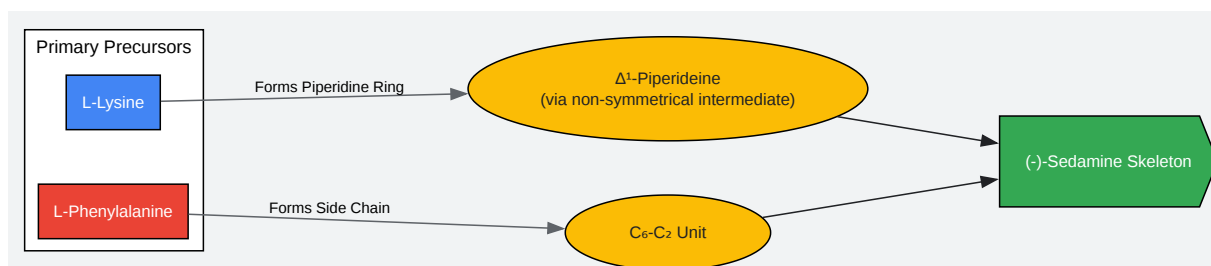 Primary Precursors
L-Lysine
Forms Piperidine Ring
Δ¹-Piperideine
(via non-symmetrical intermediate)
(-)-Sedamine Skeleton
L-Phenylalanine
Forms Side Chain
C₆-C₂ Unit